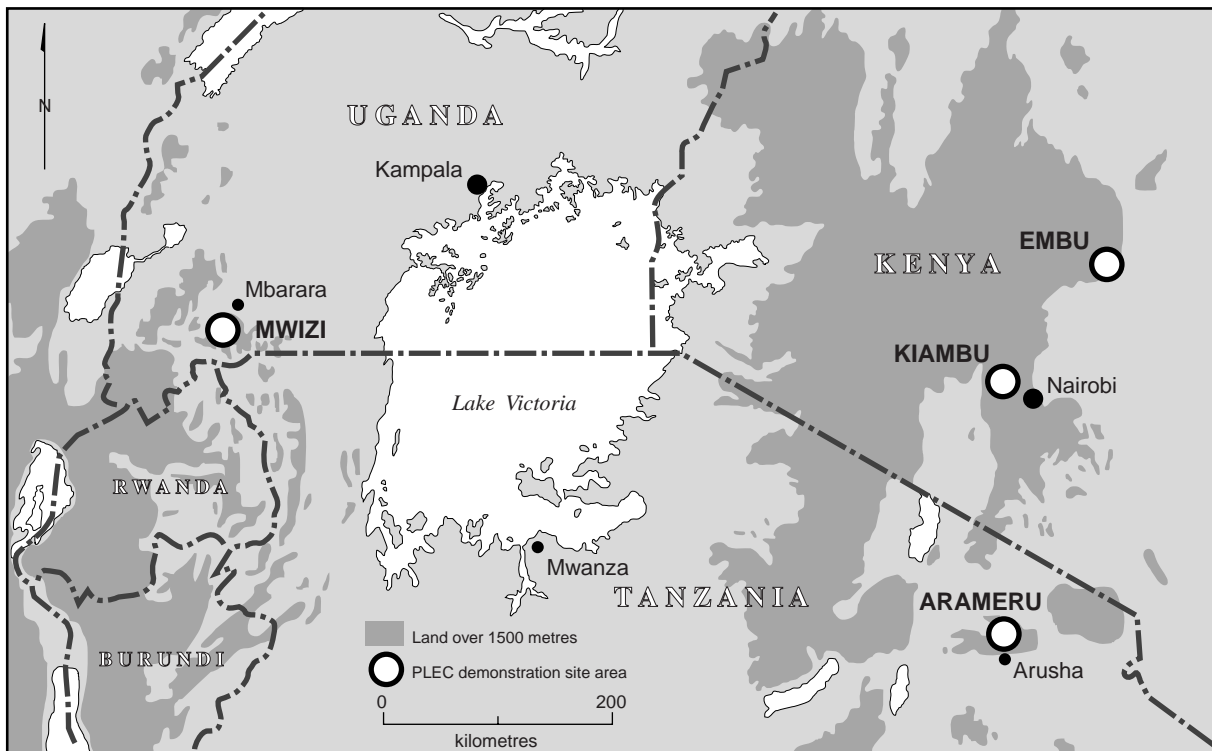 N
UGANDA
Kampala
EMBU
KENYA
Mbarara
MWIZI
KIAMBU
Nairobi
Lake Victoria
RWANDA
Mwanza
TANZANIA
ARAMERU
Land over 1500 metres
BURUNDI
PLEC demonstration site area
Arusha
0 200
kilometres